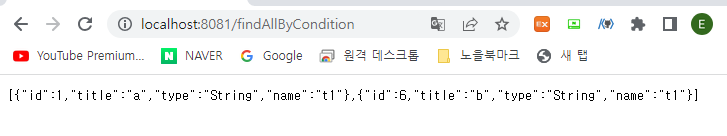 localhost:8081/findAllByCondition
EX
E
YouTube Premium... NAVER Google 원격 데스크톱 노을북마크 새 탭
[{"id":1,"title":"a","type":"String","name":"t1"},{"id":6,"title":"b","type":"String","name":"t1"}]